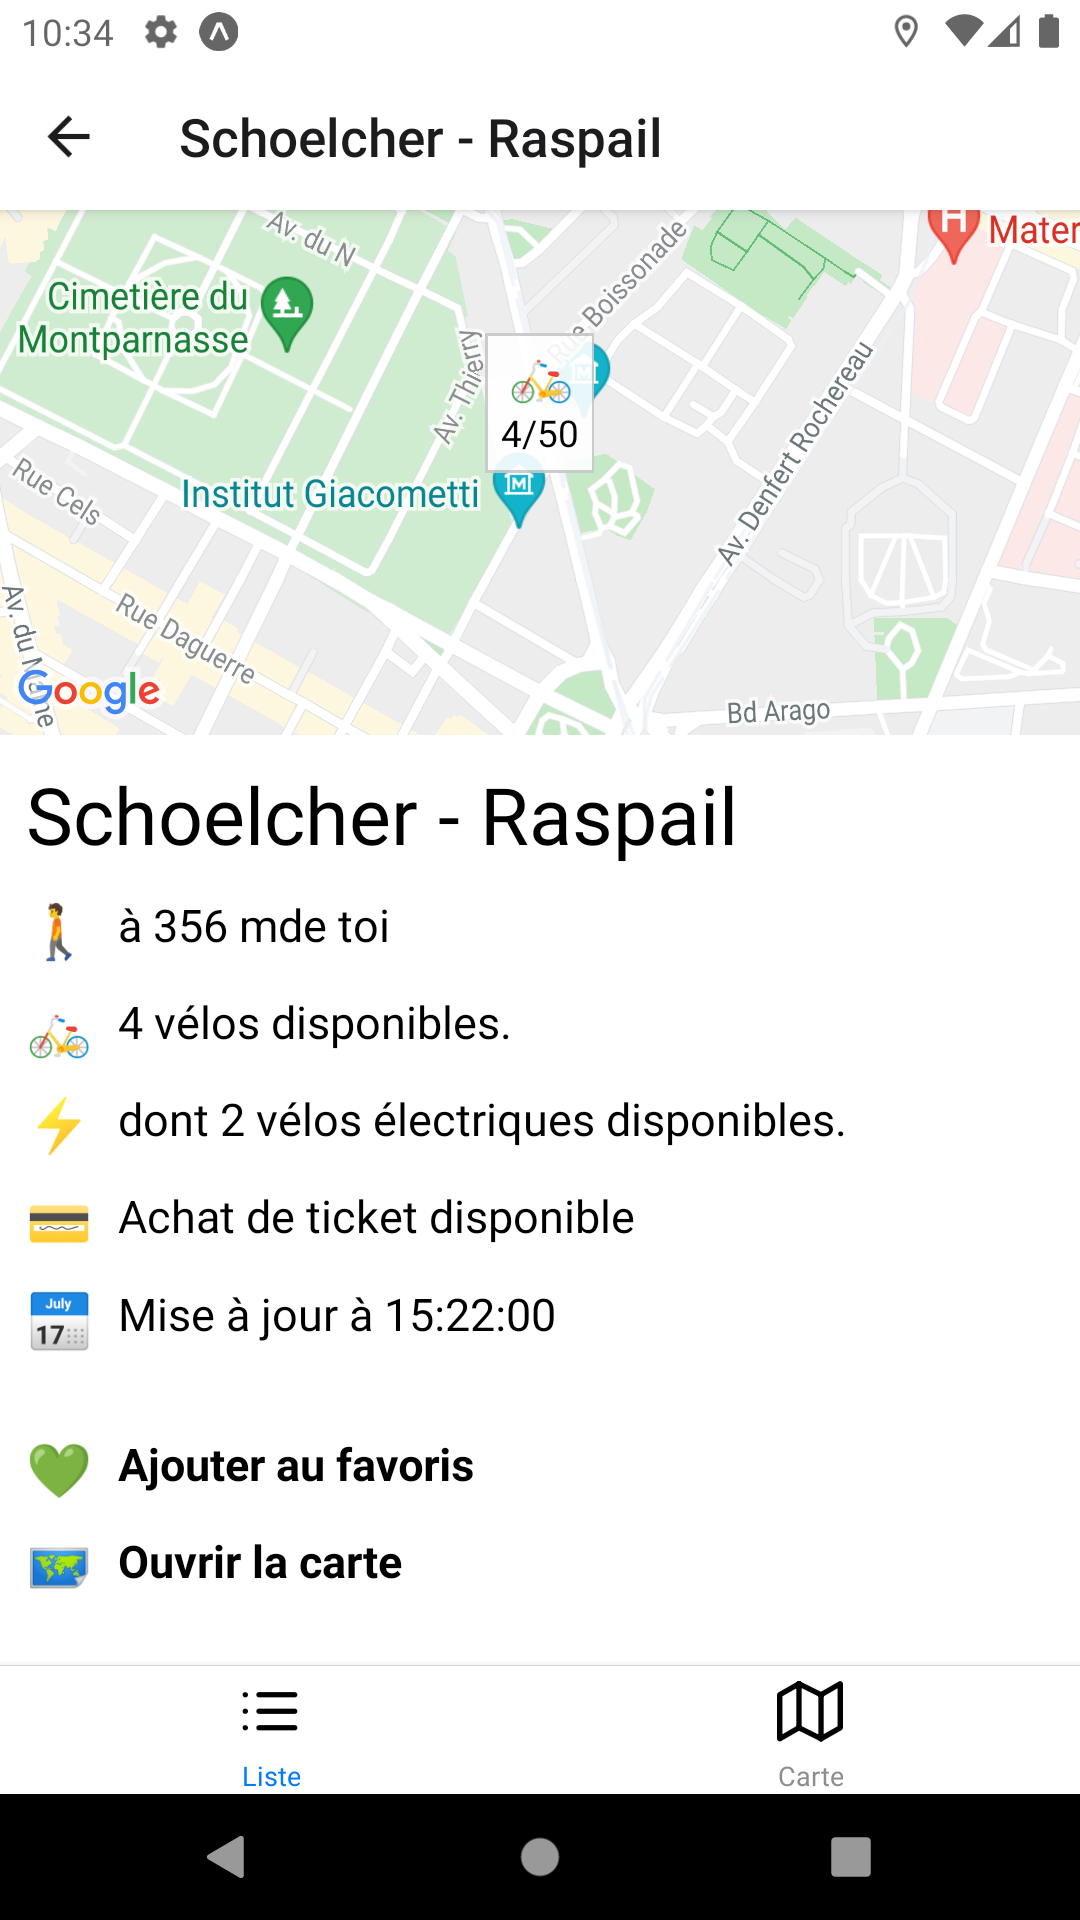 10:34
Schoelcher - Raspail
Av. du N
Mater
Cimetière du
Montparnasse
Rue Boissonade
Av. Thierry
4/50
Av. Denfert Rochereau
Rue Cels
Institut Giacometti
Av. du Maine
Rue Daguerre
Google
Bd Arago
Schoelcher - Raspail
à 356 mde toi
4 vélos disponibles.
dont 2 vélos électriques disponibles.
Achat de ticket disponible
July
17
Mise à jour à 15:22:00
Ajouter au favoris
Ouvrir la carte
Liste
Carte